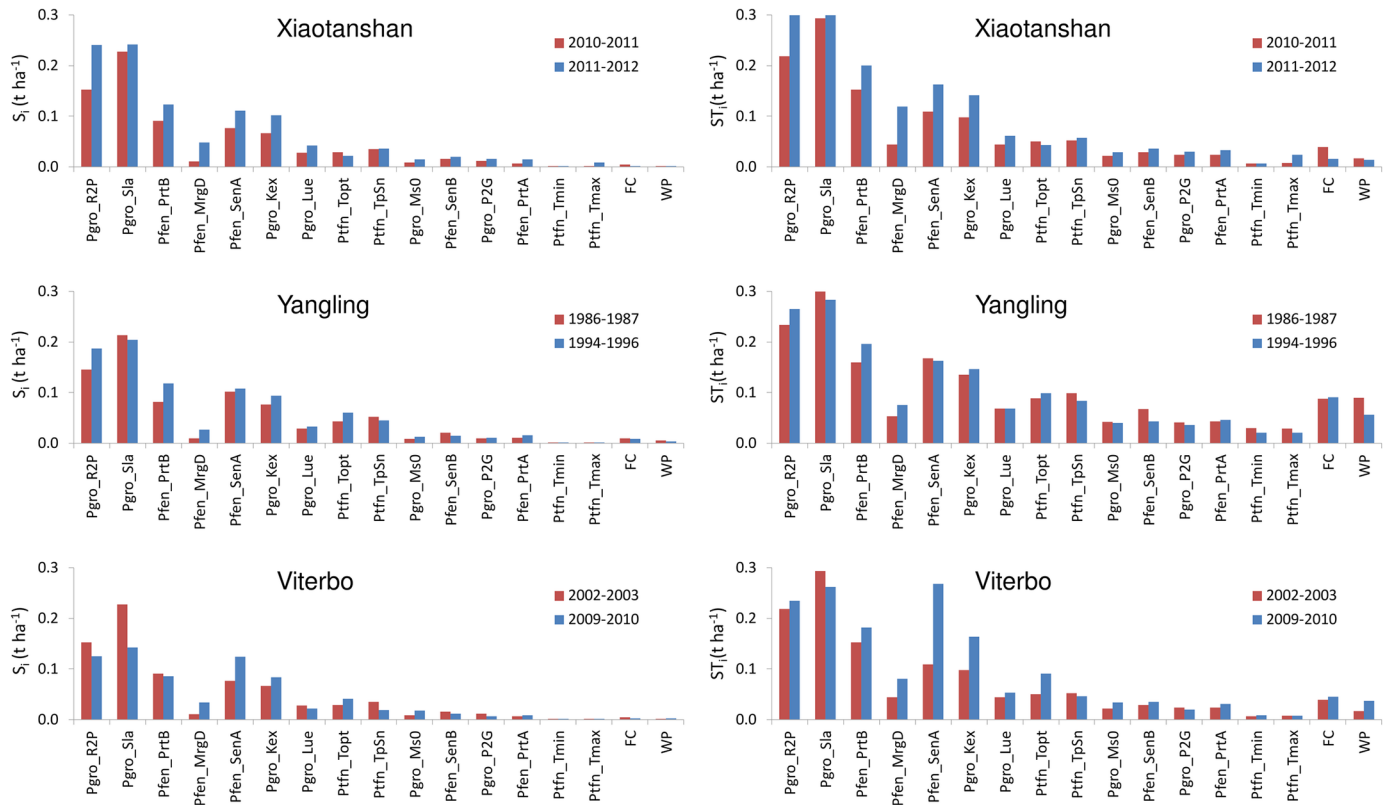 Xiaotanshan
0.3
0.2
0.1
0.0
Si (t ha-1)
2010-2011
2011-2012
Pgro_R2P
Pgro_Sla
Pfen_PrtB
Pfen_MrgD
Pfen_SenA
Pgro_Kex
Pgro_Lue
Ptfn_Topt
Ptfn_TpSn
Pgro_Ms0
Pfen_SenB
Pgro_P2G
Pfen_PrtA
Ptfn_Tmin
Ptfn_Tmax
FC
WP
Xiaotanshan
0.3
0.2
0.1
0.0
STi(t ha-1)
2010-2011
2011-2012
Pgro_R2P
Pgro_Sla
Pfen_PrtB
Pfen_MrgD
Pfen_SenA
Pgro_Kex
Pgro_Lue
Ptfn_Topt
Ptfn_TpSn
Pgro_Ms0
Pfen_SenB
Pgro_P2G
Pfen_PrtA
Ptfn_Tmin
Ptfn_Tmax
FC
WP
Yangling
0.3
0.2
0.1
0.0
Si (t ha-1)
1986-1987
1994-1996
Pgro_R2P
Pgro_Sla
Pfen_PrtB
Pfen_MrgD
Pfen_SenA
Pgro_Kex
Pgro_Lue
Ptfn_Topt
Ptfn_TpSn
Pgro_Ms0
Pfen_SenB
Pgro_P2G
Pfen_PrtA
Ptfn_Tmin
Ptfn_Tmax
FC
WP
Yangling
0.3
0.2
0.1
0.0
STi(t ha-1)
1986-1987
1994-1996
Pgro_R2P
Pgro_Sla
Pfen_PrtB
Pfen_MrgD
Pfen_SenA
Pgro_Kex
Pgro_Lue
Ptfn_Topt
Ptfn_TpSn
Pgro_Ms0
Pfen_SenB
Pgro_P2G
Pfen_PrtA
Ptfn_Tmin
Ptfn_Tmax
FC
WP
Viterbo
0.3
0.2
0.1
0.0
Si (t ha-1)
2002-2003
2009-2010
Pgro_R2P
Pgro_Sla
Pfen_PrtB
Pfen_MrgD
Pfen_SenA
Pgro_Kex
Pgro_Lue
Ptfn_Topt
Ptfn_TpSn
Pgro_Ms0
Pfen_SenB
Pgro_P2G
Pfen_PrtA
Ptfn_Tmin
Ptfn_Tmax
FC
WP
Viterbo
0.3
0.2
0.1
0.0
STi(t ha-1)
2002-2003
2009-2010
Pgro_R2P
Pgro_Sla
Pfen_PrtB
Pfen_MrgD
Pfen_SenA
Pgro_Kex
Pgro_Lue
Ptfn_Topt
Ptfn_TpSn
Pgro_Ms0
Pfen_SenB
Pgro_P2G
Pfen_PrtA
Ptfn_Tmin
Ptfn_Tmax
FC
WP